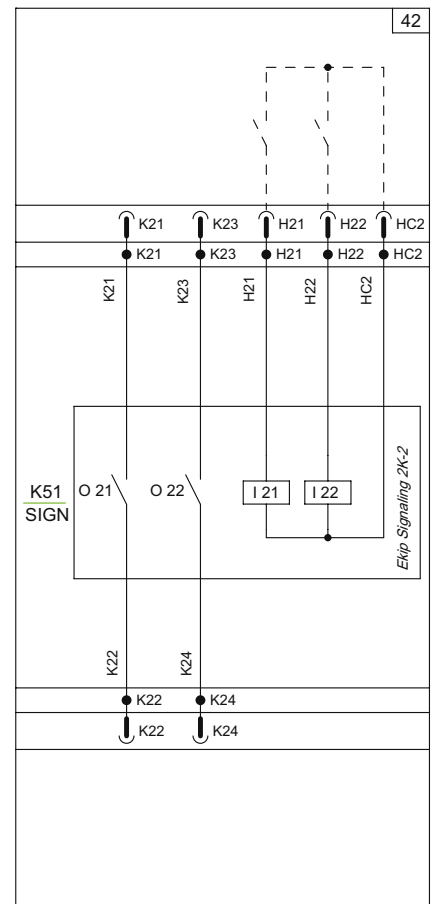 42
K21 K23 H21 H22 HC2
K21 K23 H21 H22 HC2
K21 K23 H21 H22 HC2
K51 O 21 O 22 I 21 I 22
SIGN
Ekip Signaling 2K-2
K22 K24
K22 K24
K22 K24